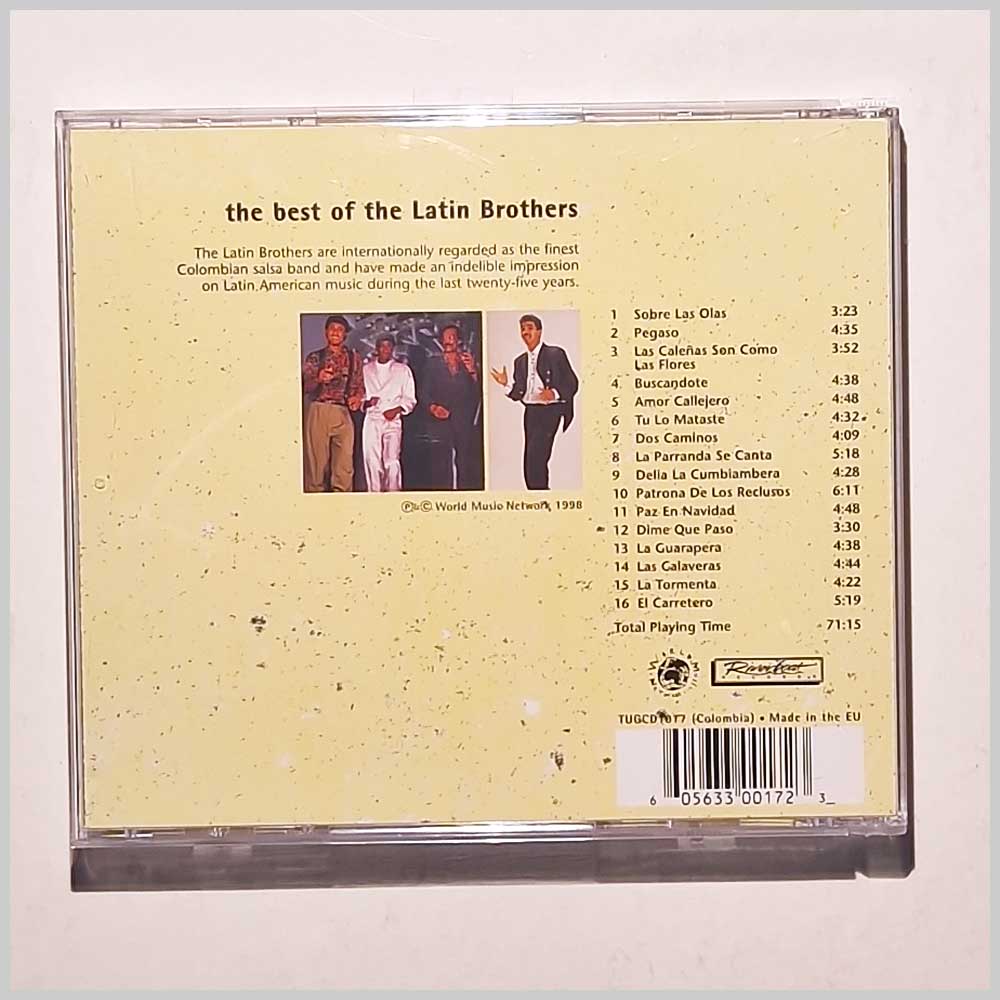 the best of the Latin Brothers
The Latin Brothers are internationally regarded as the finest
Colombian salsa band and have made an indelible impression
on Latin American music during the last twenty-five years.
℗&© World Music Network 1998
1 Sobre Las Olas 3:23
2 Pegaso 4:35
3 Las Caleñas Son Como 3:52
Las Flores
4 Buscandote 4:38
5 Amor Callejero 4:48
6 Tu Lo Mataste 4:32
7 Dos Caminos 4:09
8 La Parranda Se Canta 5:18
9 Delia La Cumbiambera 4:28
10 Patrona De Los Reclusos 6:11
11 Paz En Navidad 4:48
12 Dime Que Paso 3:30
13 La Guarapera 4:38
14 Las Calaveras 4:44
15 La Tormenta 4:22
16 El Carretero 5:19
Total Playing Time 71:15
Riverboat
RECORDS
TUGCD1017 (Colombia) • Made in the EU
6 05633 00172 3